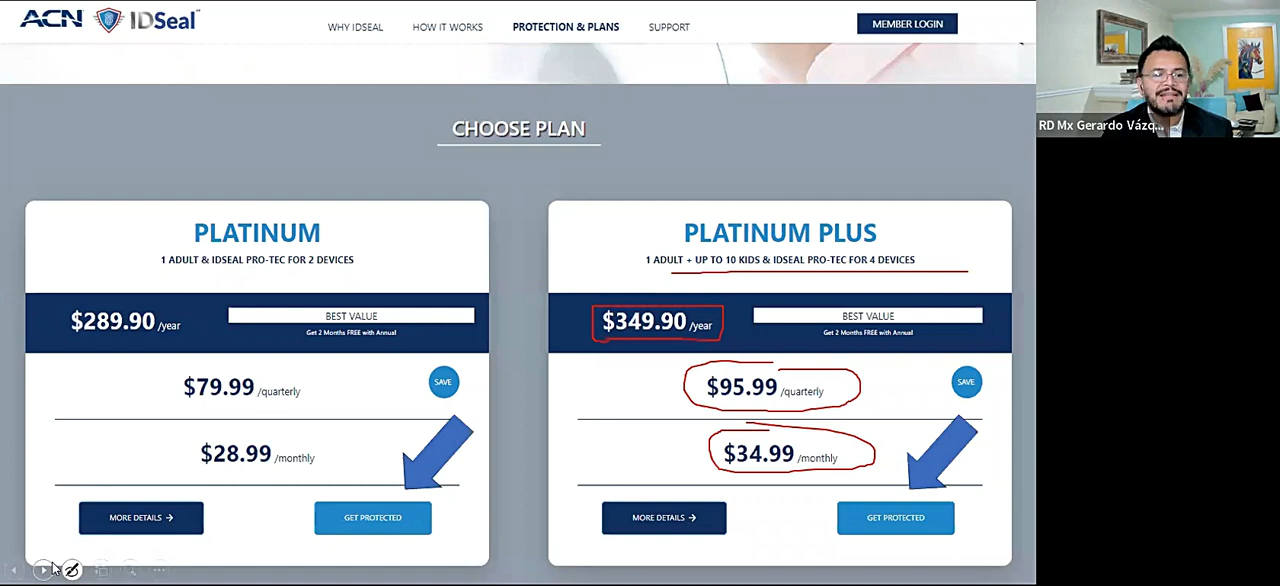 ACN IDSeal
WHY IDSEAL HOW IT WORKS PROTECTION & PLANS SUPPORT
MEMBER LOGIN
RD Mx Gerardo Vázq...
CHOOSE PLAN
PLATINUM
1 ADULT & IDSEAL PRO-TEC FOR 2 DEVICES
$289.90 /year
BEST VALUE
Get 2 Months FREE with Annual
$79.99 /quarterly
SAVE
$28.99 /monthly
MORE DETAILS →
GET PROTECTED
PLATINUM PLUS
1 ADULT + UP TO 10 KIDS & IDSEAL PRO-TEC FOR 4 DEVICES
$349.90 /year
BEST VALUE
Get 2 Months FREE with Annual
$95.99 /quarterly
SAVE
$34.99 /monthly
MORE DETAILS →
GET PROTECTED